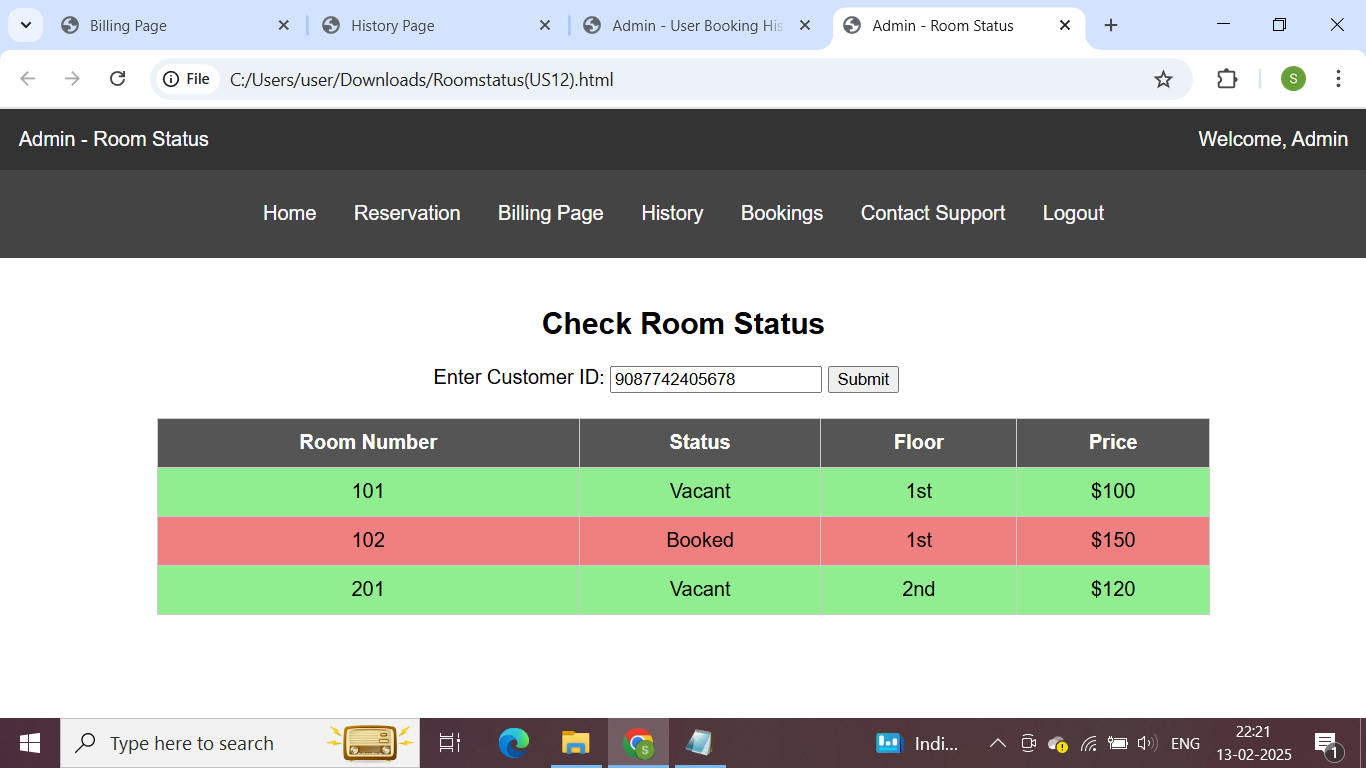 Billing Page
History Page
Admin - User Booking His
Admin - Room Status
File
C:/Users/user/Downloads/Roomstatus(US12).html
S
Admin - Room Status
Welcome, Admin
Home Reservation Billing Page History Bookings Contact Support Logout
Check Room Status
Enter Customer ID: 9087742405678 Submit
Room Number Status Floor Price
101 Vacant 1st $100
102 Booked 1st $150
201 Vacant 2nd $120
Type here to search
S
Indi...
ENG
22:21
13-02-2025
1